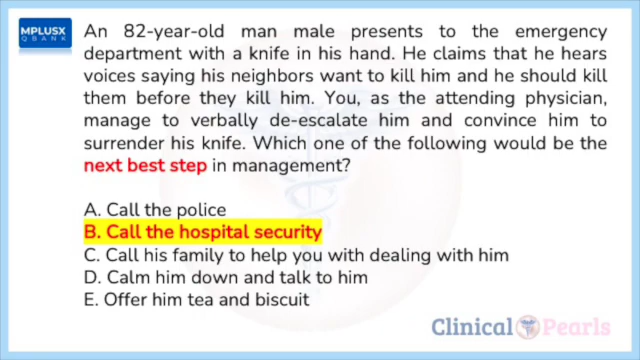 MPLUSX
QBANK
An 82-year-old man male presents to the emergency
department with a knife in his hand. He claims that he hears
voices saying his neighbors want to kill him and he should kill
them before they kill him. You, as the attending physician,
manage to verbally de-escalate him and convince him to
surrender his knife. Which one of the following would be the
next best step in management?
A. Call the police
B. Call the hospital security
C. Call his family to help you with dealing with him
D. Calm him down and talk to him
E. Offer him tea and biscuit
Clinical Pearls